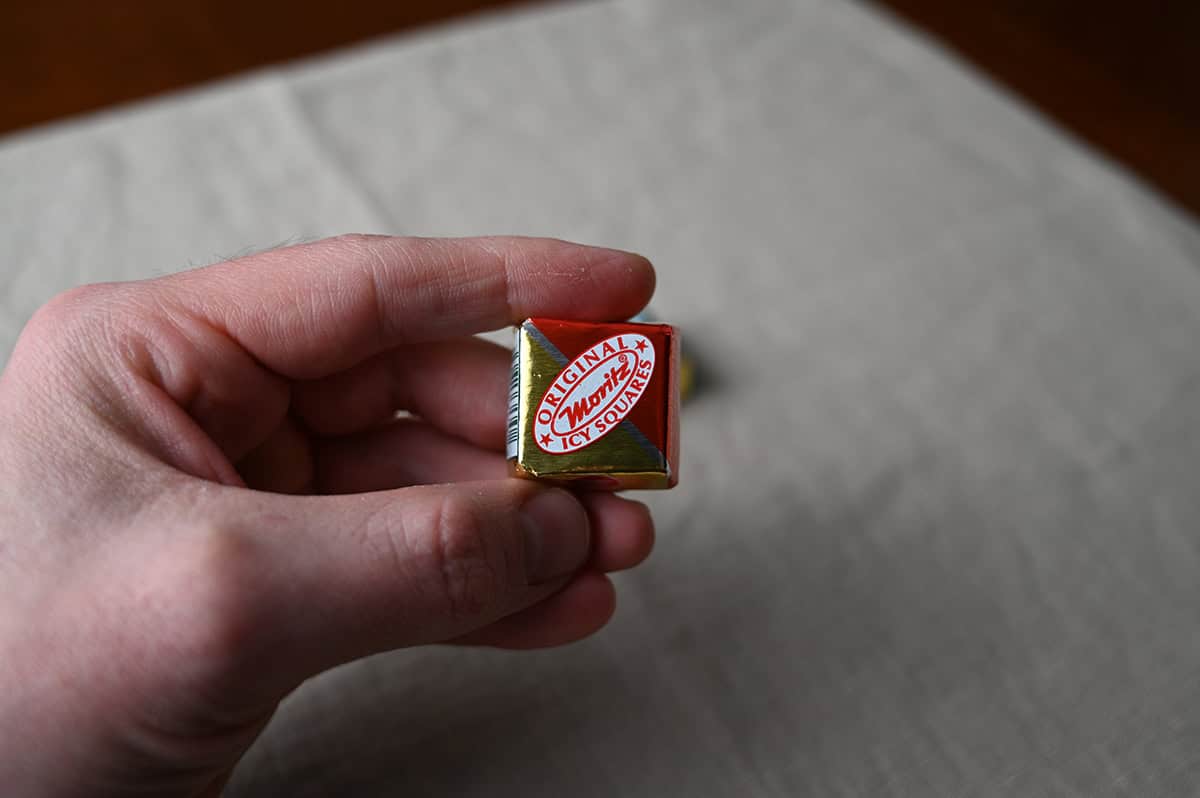 ★ ORIGINAL ★
Moritz®
ICY SQUARES